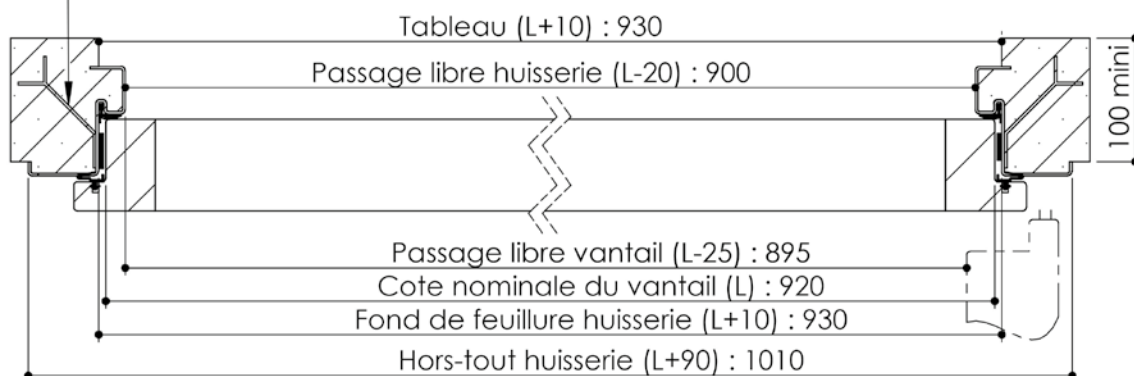 Tableau (L+10) : 930
Passage libre huisserie (L-20) : 900
100 mini
Passage libre vantail (L-25) : 895
Cote nominale du vantail (L) : 920
Fond de feuillure huisserie (L+10) : 930
Hors-tout huisserie (L+90) : 1010